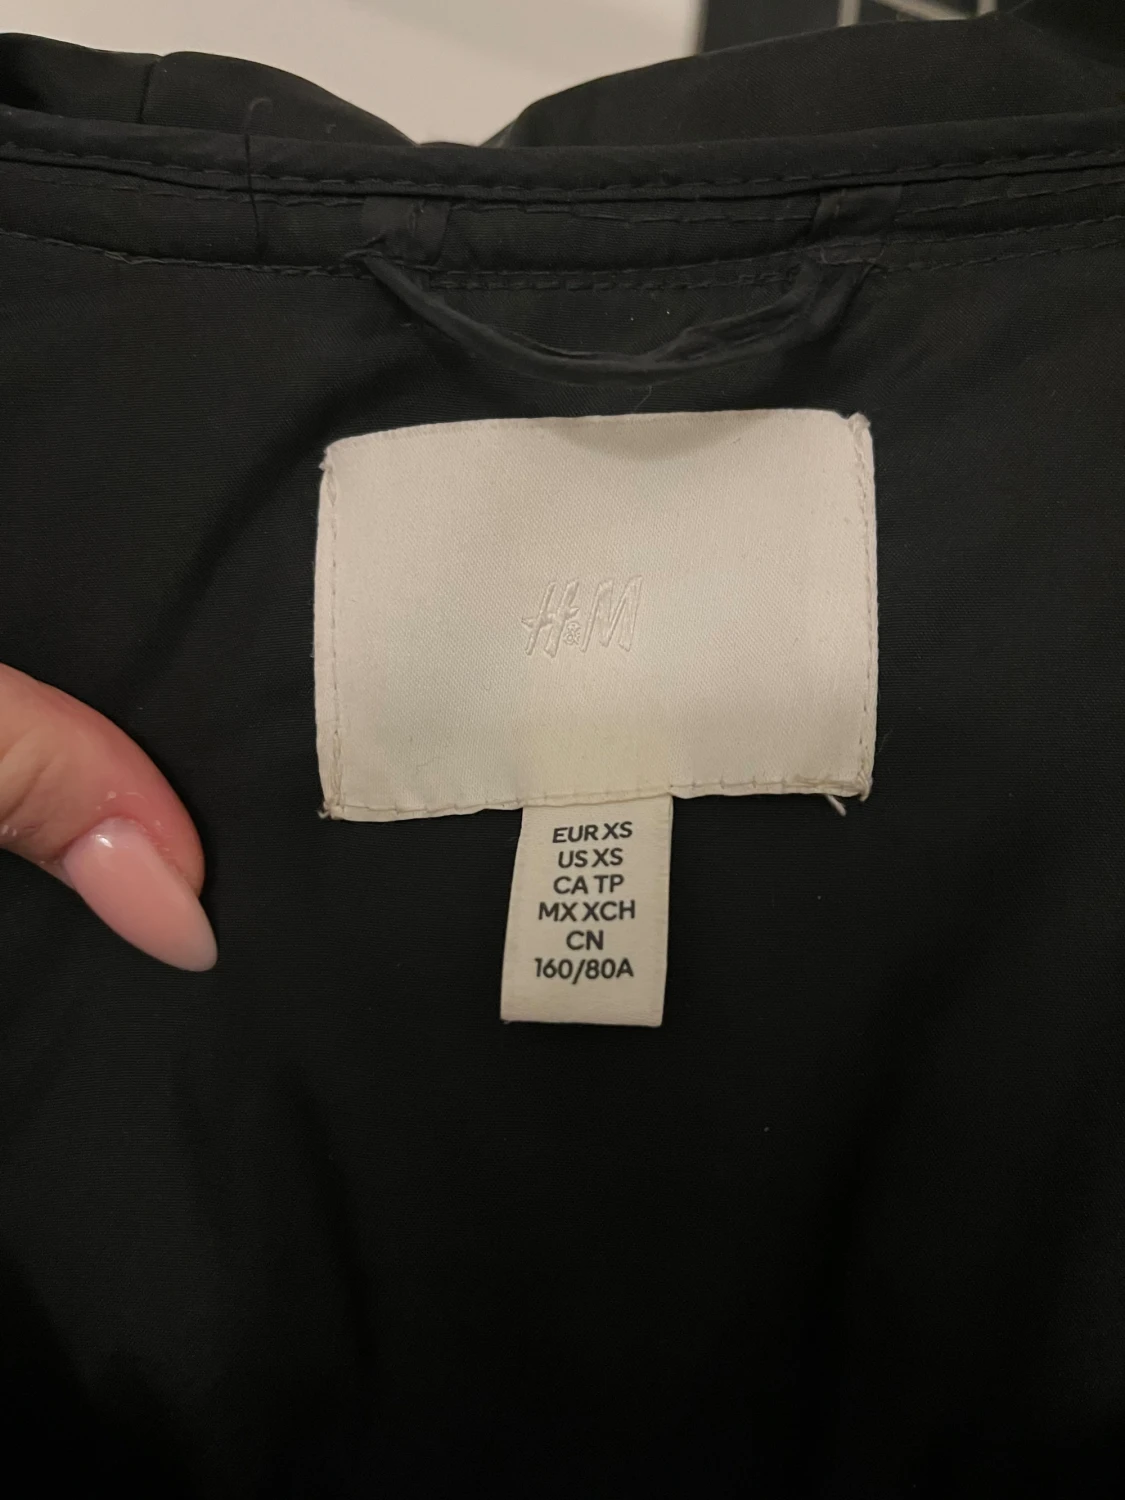 H&M
EUR XS
US XS
CA TP
MX XCH
CN
160/80A